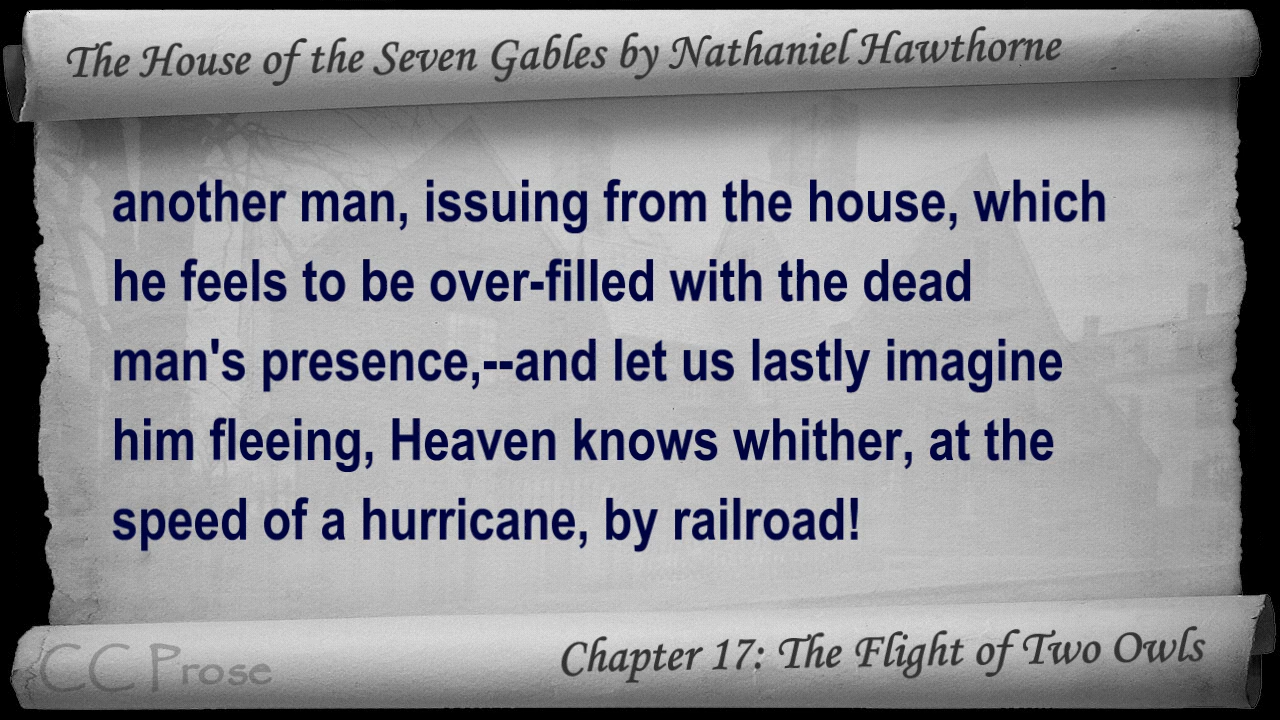 The House of the Seven Gables by Nathaniel Hawthorne
another man, issuing from the house, which
he feels to be over-filled with the dead
man's presence,--and let us lastly imagine
him fleeing, Heaven knows whither, at the
speed of a hurricane, by railroad!
CC Prose
Chapter 17: The Flight of Two Owls